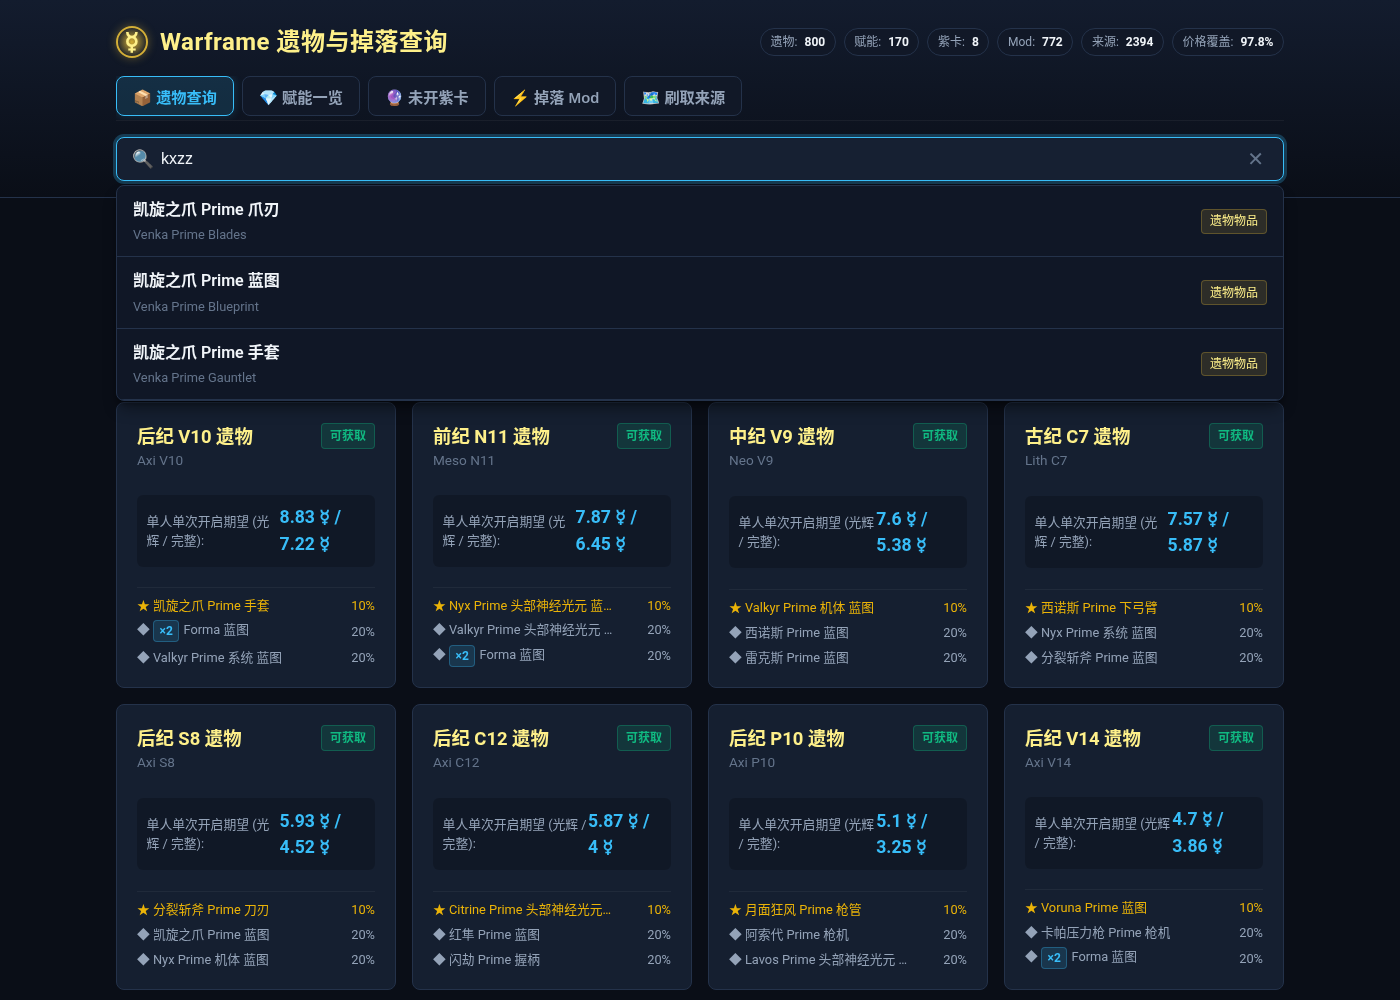 Warframe 遗物与掉落查询
遗物: 800
赋能: 170
紫卡: 8
Mod: 772
来源: 2394
价格覆盖: 97.8%
📦 遗物查询
💎 赋能一览
🔮 未开紫卡
⚡ 掉落 Mod
🗺️ 刷取来源
🔍 kxzz ✕
凯旋之爪 Prime 爪刃
Venka Prime Blades
遗物物品
凯旋之爪 Prime 蓝图
Venka Prime Blueprint
遗物物品
凯旋之爪 Prime 手套
Venka Prime Gauntlet
遗物物品
后纪 V10 遗物
可获取
Axi V10
单人单次开启期望 (光
辉 / 完整):
8.83 ☿ /
7.22 ☿
★ 凯旋之爪 Prime 手套 10%
◆ ×2 Forma 蓝图 20%
◆ Valkyr Prime 系统 蓝图 20%
前纪 N11 遗物
可获取
Meso N11
单人单次开启期望 (光
辉 / 完整):
7.87 ☿ /
6.45 ☿
★ Nyx Prime 头部神经光元 蓝... 10%
◆ Valkyr Prime 头部神经光元 ... 20%
◆ ×2 Forma 蓝图 20%
中纪 V9 遗物
可获取
Neo V9
单人单次开启期望 (光辉
/ 完整):
7.6 ☿ /
5.38 ☿
★ Valkyr Prime 机体 蓝图 10%
◆ 西诺斯 Prime 蓝图 20%
◆ 雷克斯 Prime 蓝图 20%
古纪 C7 遗物
可获取
Lith C7
单人单次开启期望 (光
辉 / 完整):
7.57 ☿ /
5.87 ☿
★ 西诺斯 Prime 下弓臂 10%
◆ Nyx Prime 系统 蓝图 20%
◆ 分裂斩斧 Prime 蓝图 20%
后纪 S8 遗物
可获取
Axi S8
单人单次开启期望 (光
辉 / 完整):
5.93 ☿ /
4.52 ☿
★ 分裂斩斧 Prime 刀刃 10%
◆ 凯旋之爪 Prime 蓝图 20%
◆ Nyx Prime 机体 蓝图 20%
后纪 C12 遗物
可获取
Axi C12
单人单次开启期望 (光辉 /
完整):
5.87 ☿ /
4 ☿
★ Citrine Prime 头部神经光元... 10%
◆ 红隼 Prime 蓝图 20%
◆ 闪劫 Prime 握柄 20%
后纪 P10 遗物
可获取
Axi P10
单人单次开启期望 (光辉
/ 完整):
5.1 ☿ /
3.25 ☿
★ 月面狂风 Prime 枪管 10%
◆ 阿索代 Prime 枪机 20%
◆ Lavos Prime 头部神经光元 ... 20%
后纪 V14 遗物
可获取
Axi V14
单人单次开启期望 (光辉
/ 完整):
4.7 ☿ /
3.86 ☿
★ Voruna Prime 蓝图 10%
◆ 卡帕压力枪 Prime 枪机 20%
◆ ×2 Forma 蓝图 20%